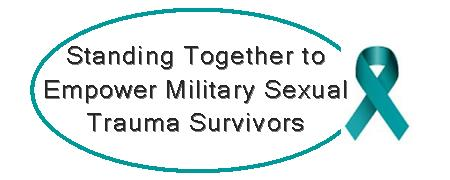 Standing Together to
Empower Military Sexual
Trauma Survivors